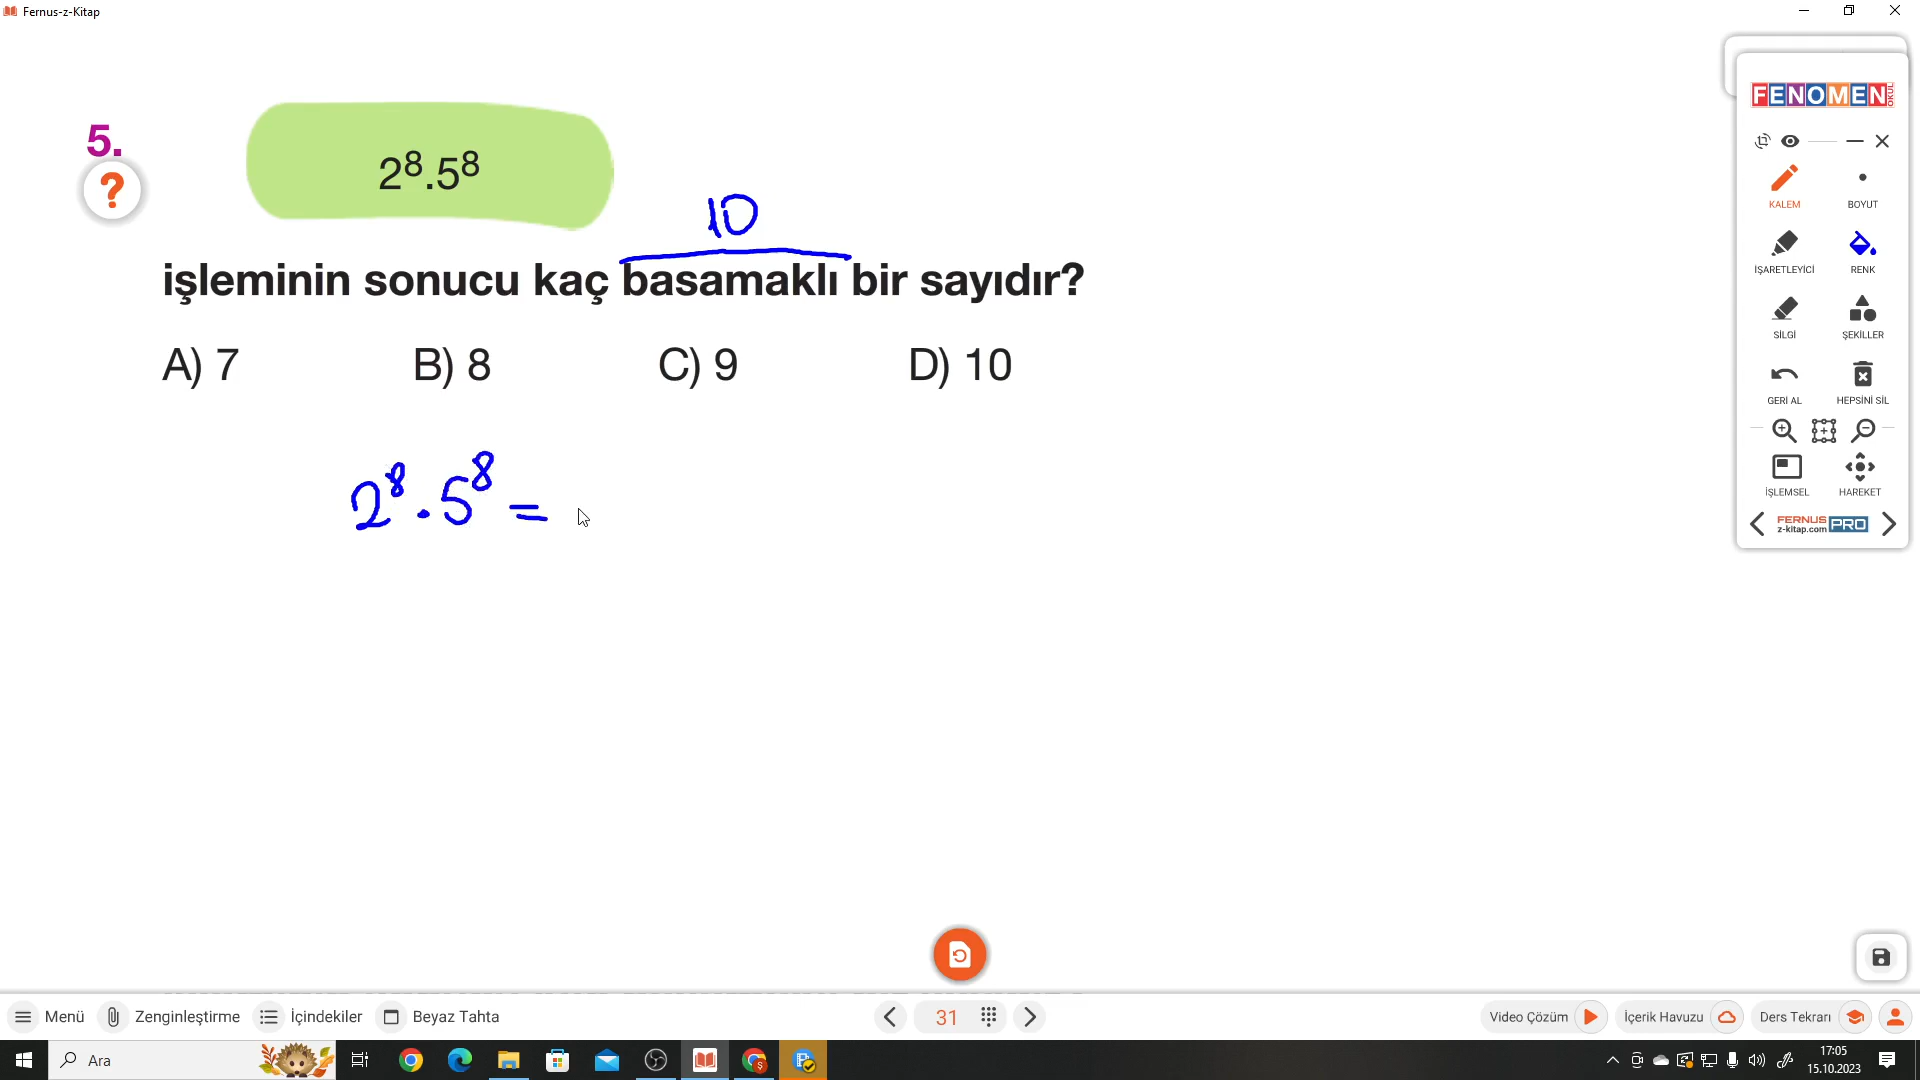 Fernus-z-Kitap
FENOMEN OKUL
5.
?
2⁸.5⁸
10
işleminin sonucu kaç basamaklı bir sayıdır?
A) 7 B) 8 C) 9 D) 10
2⁸ . 5⁸ =
KALEM BOYUT
İŞARETLEYİCİ RENK
SİLGİ ŞEKİLLER
GERİ AL HEPSİNİ SİL
İŞLEMSEL HAREKET
FERNUS
z-kitap.com PRO
Menü Zenginleştirme İçindekiler Beyaz Tahta 31 Video Çözüm İçerik Havuzu Ders Tekrarı
Ara
17:05
15.10.2023